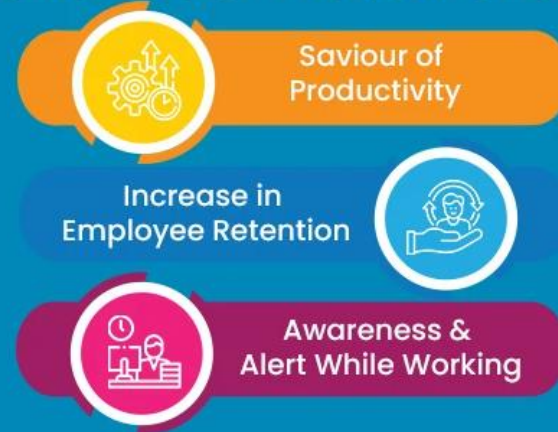 Saviour of
Productivity
Increase in
Employee Retention
Awareness &
Alert While Working